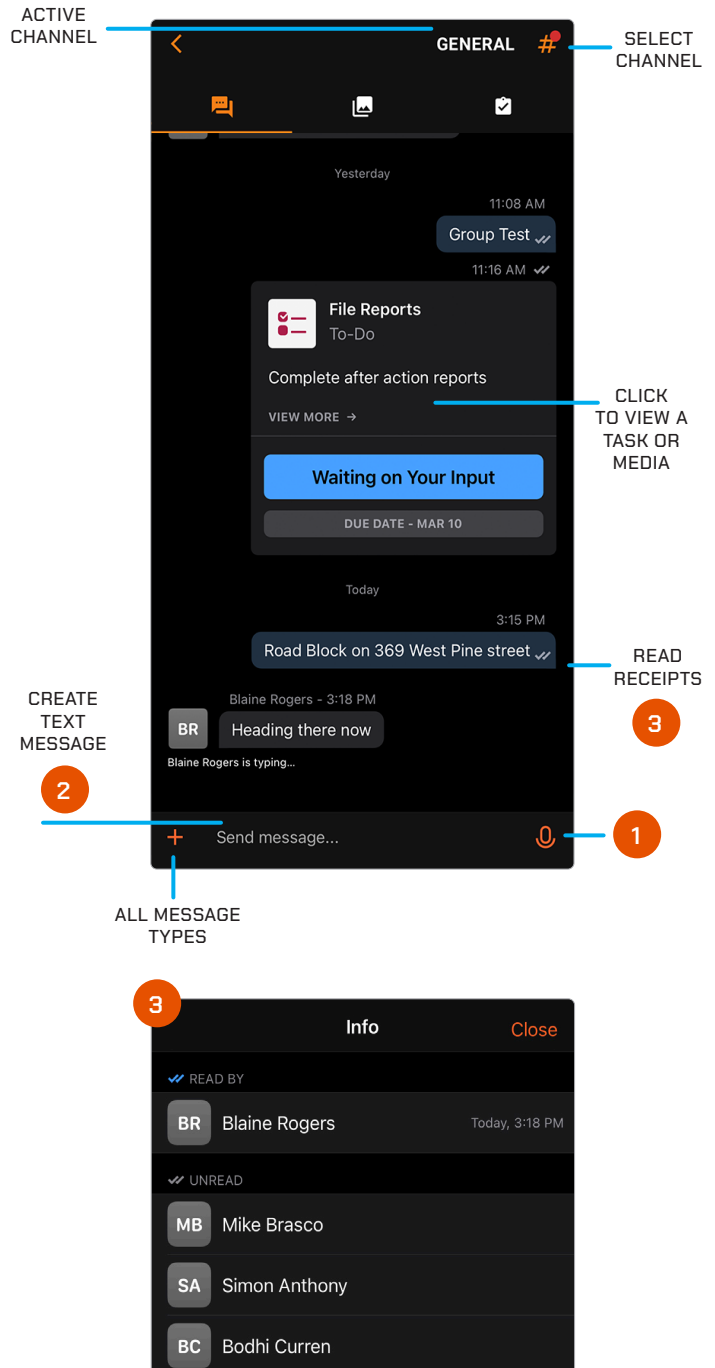 ACTIVE
CHANNEL
GENERAL
#
SELECT
CHANNEL
Yesterday
11:08 AM
Group Test
11:16 AM
File Reports
To-Do
Complete after action reports
VIEW MORE →
CLICK
TO VIEW A
TASK OR
MEDIA
Waiting on Your Input
DUE DATE - MAR 10
Today
3:15 PM
Road Block on 369 West Pine street
READ
RECEIPTS
3
CREATE
TEXT
MESSAGE
2
Blaine Rogers - 3:18 PM
BR
Heading there now
Blaine Rogers is typing...
+ Send message...
1
ALL MESSAGE
TYPES
3
Info
Close
READ BY
BR Blaine Rogers Today, 3:18 PM
UNREAD
MB Mike Brasco
SA Simon Anthony
BC Bodhi Curren